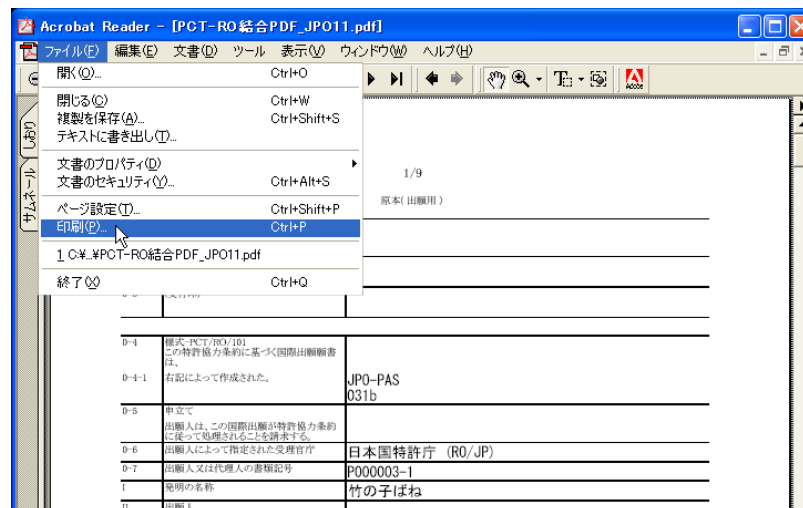 Acrobat Reader - [PCT-RO結合PDF_JPO11.pdf]
ファイル(F) 編集(E) 文書(D) ツール 表示(V) ウィンドウ(W) ヘルプ(H)
開く(O)... Ctrl+O
閉じる(C) Ctrl+W
複製を保存(A)... Ctrl+Shift+S
テキストに書き出し(T)...
文書のプロパティ(D)
文書のセキュリティ(Y)... Ctrl+Alt+S
ページ設定(T)... Ctrl+Shift+P
印刷(P)... Ctrl+P
1 C:¥...¥PCT-RO結合PDF_JPO11.pdf
終了(X) Ctrl+Q
Adobe
しおり
サムネール
1/9
原本(出願用)
0-4 様式-PCT/RO/101
この特許協力条約に基づく国際出願願書
は、
0-4-1 右記によって作成された。 JPO-PAS
031b
0-5 申立て
出願人は、この国際出願が特許協力条約
に従って処理されることを請求する。
0-6 出願人によって指定された受理官庁 日本国特許庁 (RO/JP)
0-7 出願人又は代理人の書類記号 P000003-1
I 発明の名称 竹の子ばね
II 出願人